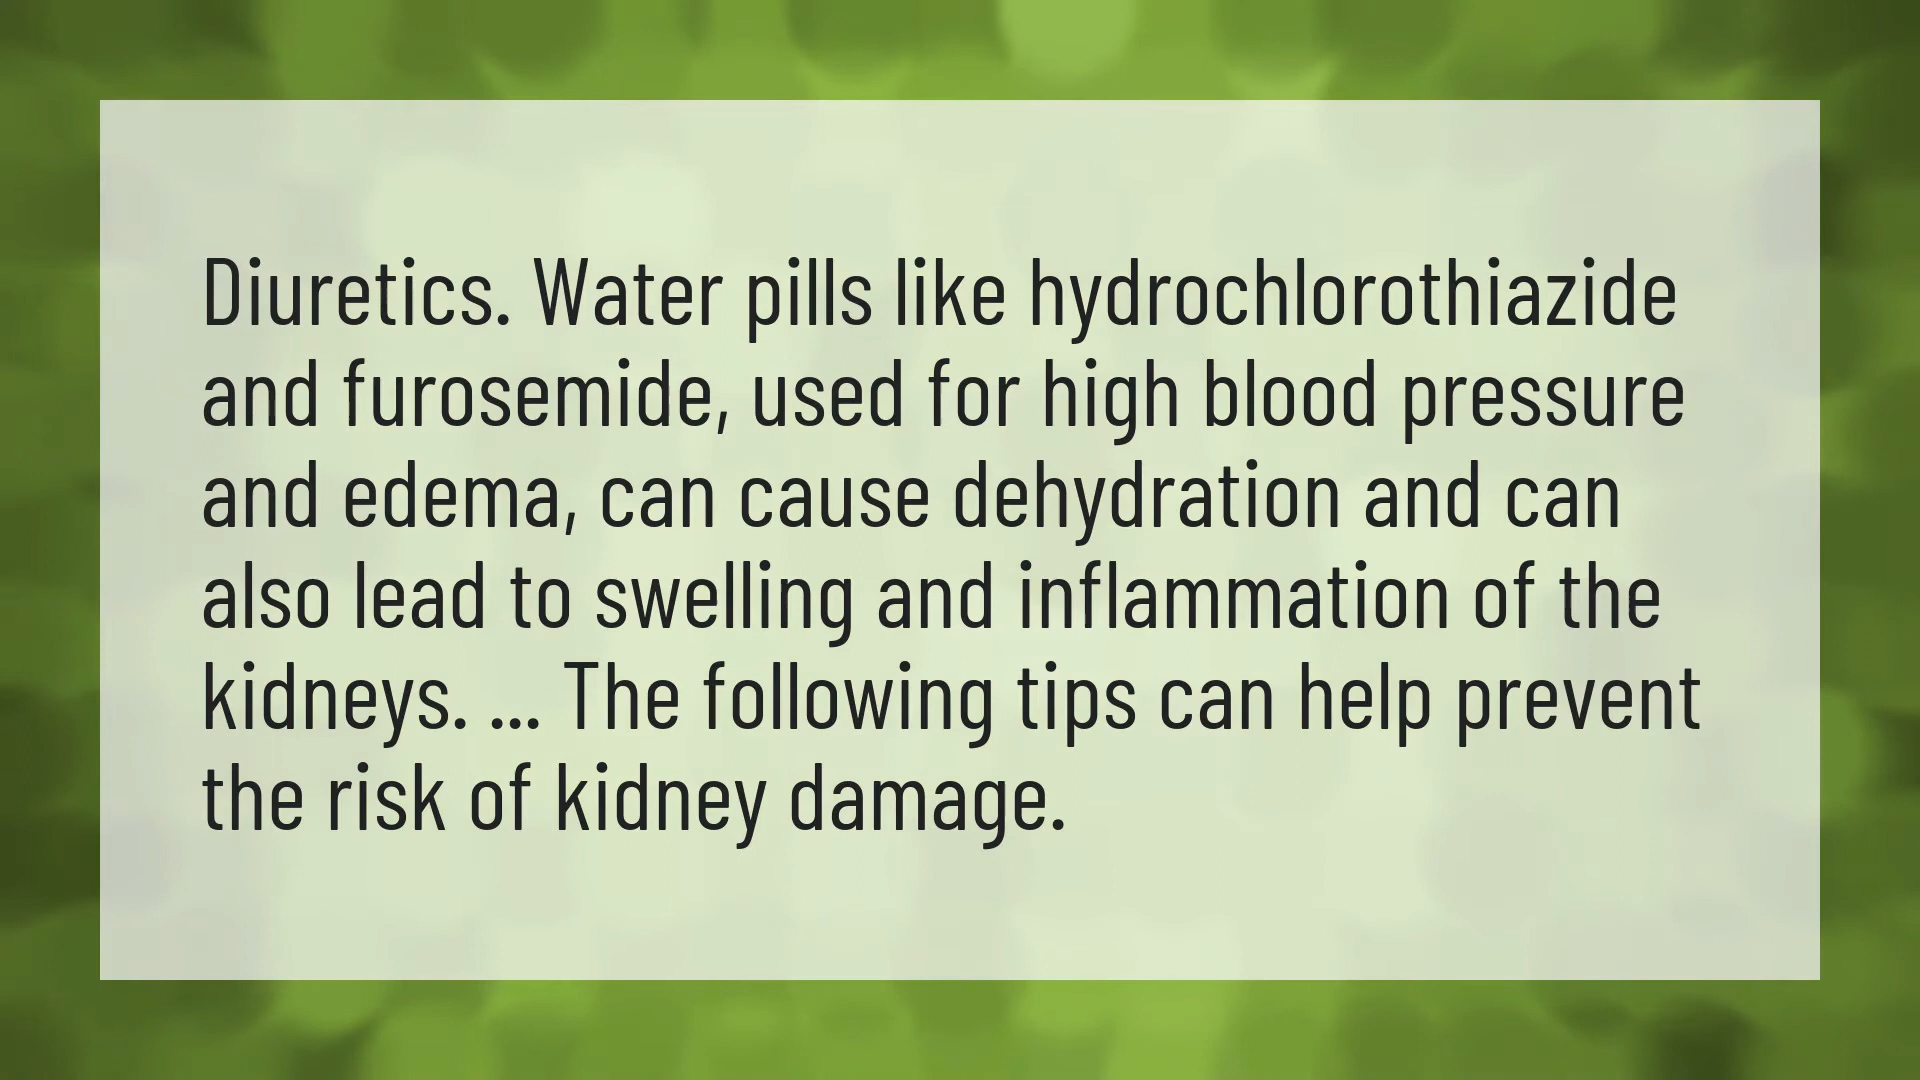 Diuretics. Water pills like hydrochlorothiazide
and furosemide, used for high blood pressure
and edema, can cause dehydration and can
also lead to swelling and inflammation of the
kidneys. ... The following tips can help prevent
the risk of kidney damage.